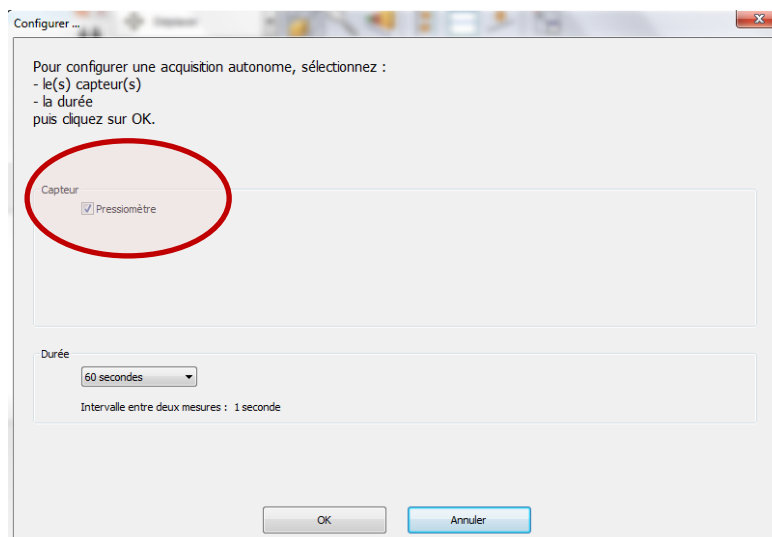 Configurer ...
Déplacer
Pour configurer une acquisition autonome, sélectionnez :
- le(s) capteur(s)
- la durée
puis cliquez sur OK.
Capteur
Pressiomètre
Durée
60 secondes
Intervalle entre deux mesures : 1 seconde
OK
Annuler